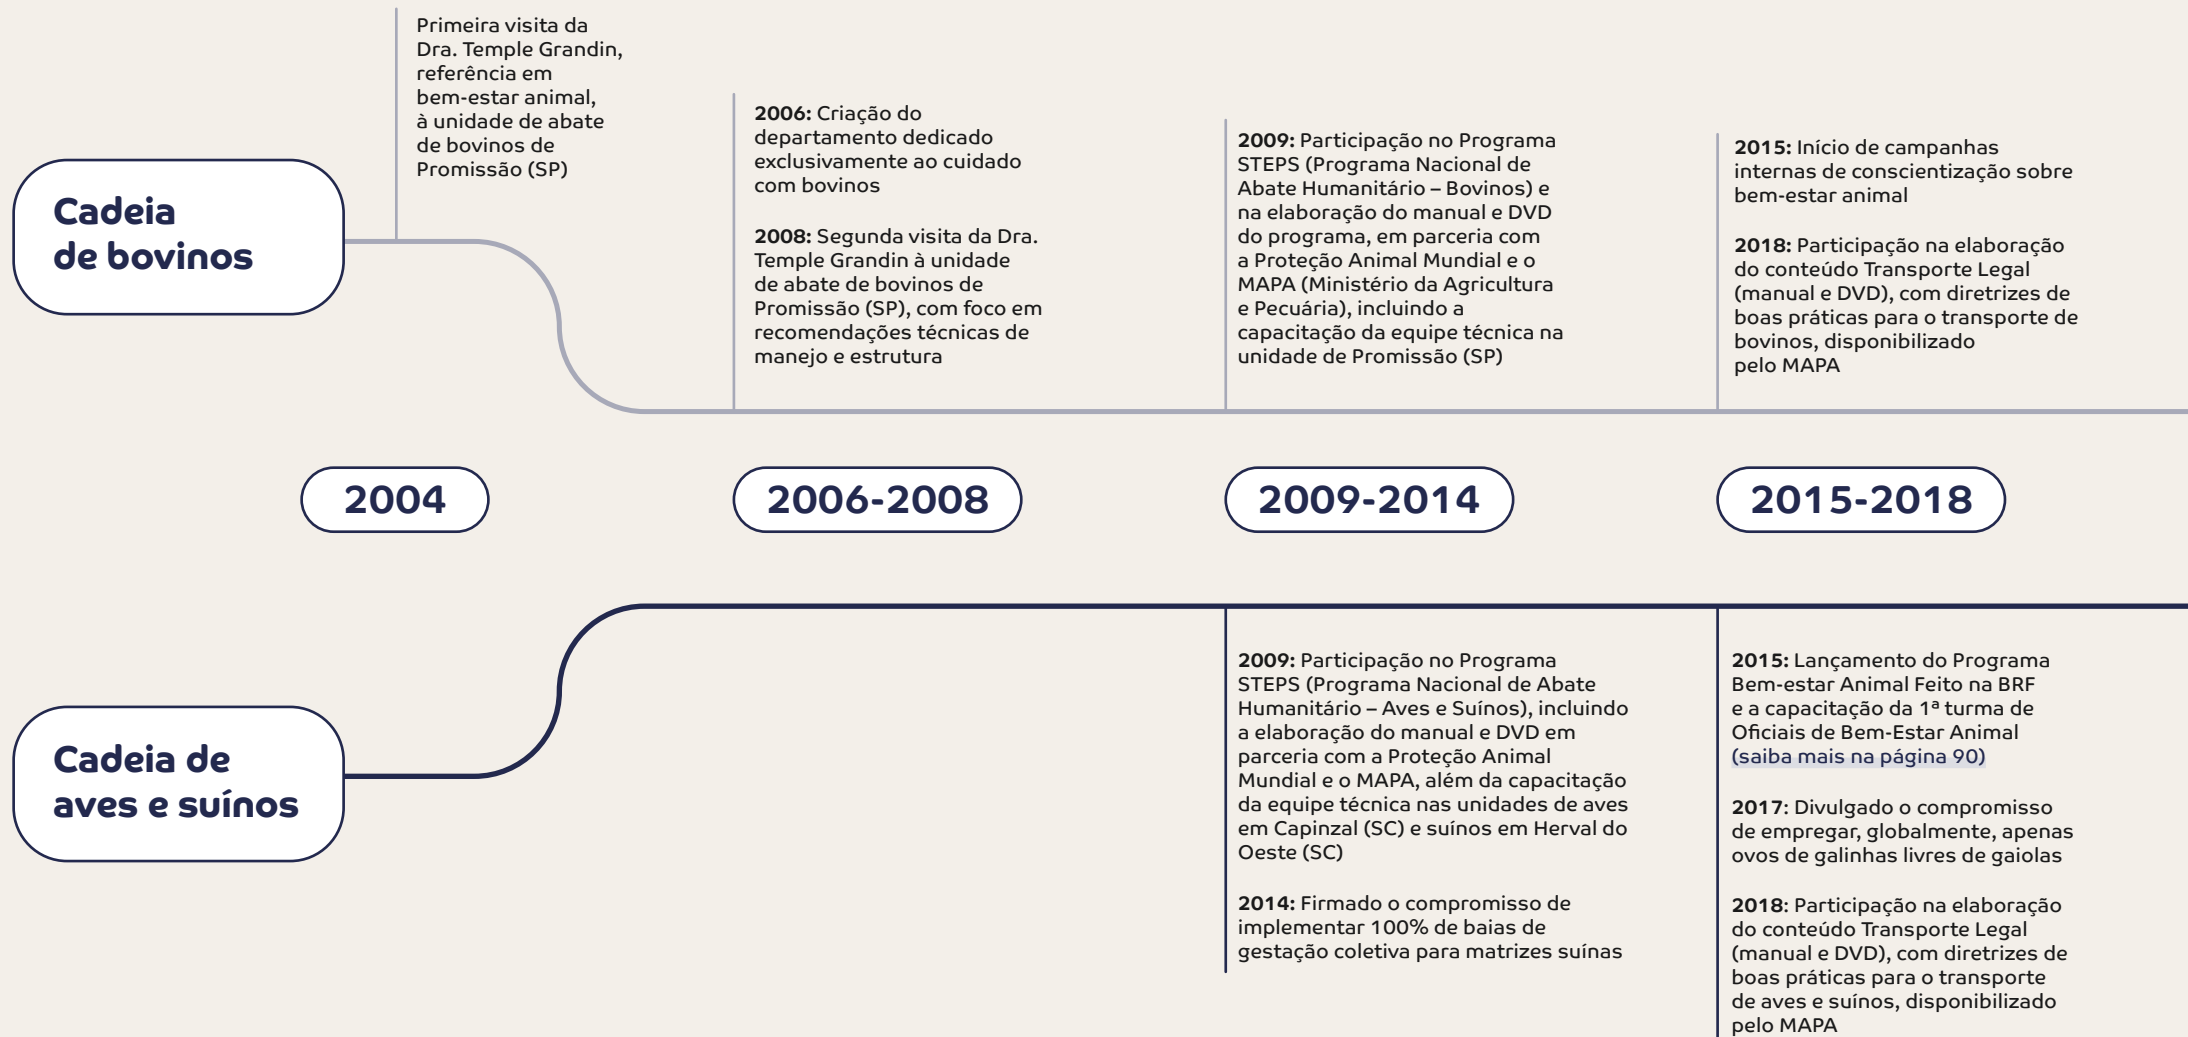 Primeira visita da
Dra. Temple Grandin,
referência em
bem-estar animal,
à unidade de abate
de bovinos de
Promissão (SP)
Cadeia
de bovinos
2006: Criação do
departamento dedicado
exclusivamente ao cuidado
com bovinos
2008: Segunda visita da Dra.
Temple Grandin à unidade
de abate de bovinos de
Promissão (SP), com foco em
recomendações técnicas de
manejo e estrutura
2009: Participação no Programa
STEPS (Programa Nacional de
Abate Humanitário – Bovinos) e
na elaboração do manual e DVD
do programa, em parceria com
a Proteção Animal Mundial e o
MAPA (Ministério da Agricultura
e Pecuária), incluindo a
capacitação da equipe técnica na
unidade de Promissão (SP)
2015: Início de campanhas
internas de conscientização sobre
bem-estar animal
2018: Participação na elaboração
do conteúdo Transporte Legal
(manual e DVD), com diretrizes de
boas práticas para o transporte de
bovinos, disponibilizado
pelo MAPA
2004
2006-2008
2009-2014
2015-2018
Cadeia de
aves e suínos
2009: Participação no Programa
STEPS (Programa Nacional de Abate
Humanitário – Aves e Suínos), incluindo
a elaboração do manual e DVD em
parceria com a Proteção Animal
Mundial e o MAPA, além da capacitação
da equipe técnica nas unidades de aves
em Capinzal (SC) e suínos em Herval do
Oeste (SC)
2014: Firmado o compromisso de
implementar 100% de baias de
gestação coletiva para matrizes suínas
2015: Lançamento do Programa
Bem-estar Animal Feito na BRF
e a capacitação da 1ª turma de
Oficiais de Bem-Estar Animal
(saiba mais na página 90)
2017: Divulgado o compromisso
de empregar, globalmente, apenas
ovos de galinhas livres de gaiolas
2018: Participação na elaboração
do conteúdo Transporte Legal
(manual e DVD), com diretrizes de
boas práticas para o transporte
de aves e suínos, disponibilizado
pelo MAPA